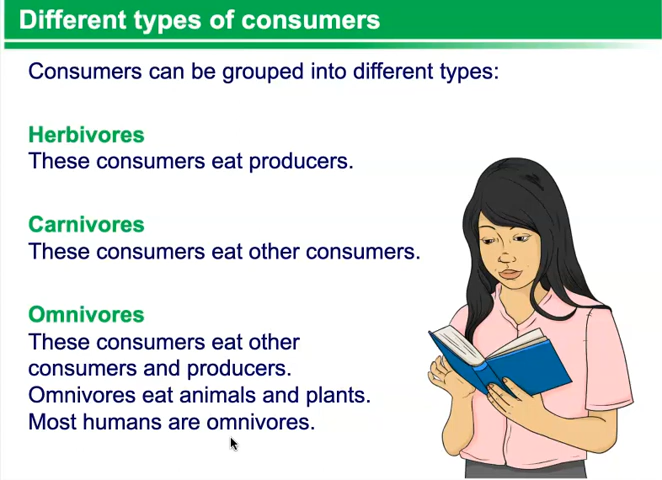 Different types of consumers
Consumers can be grouped into different types:
Herbivores
These consumers eat producers.
Carnivores
These consumers eat other consumers.
Omnivores
These consumers eat other
consumers and producers.
Omnivores eat animals and plants.
Most humans are omnivores.